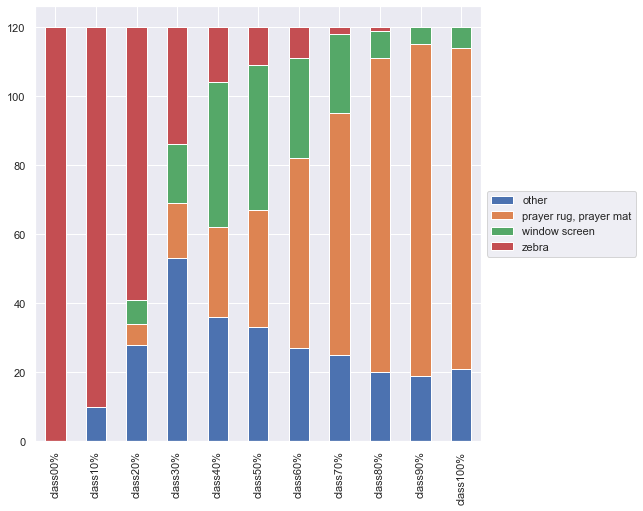 120
100
80
60
40
20
0
class00%
class10%
class20%
class30%
class40%
class50%
class60%
class70%
class80%
class90%
class100%
other
prayer rug, prayer mat
window screen
zebra